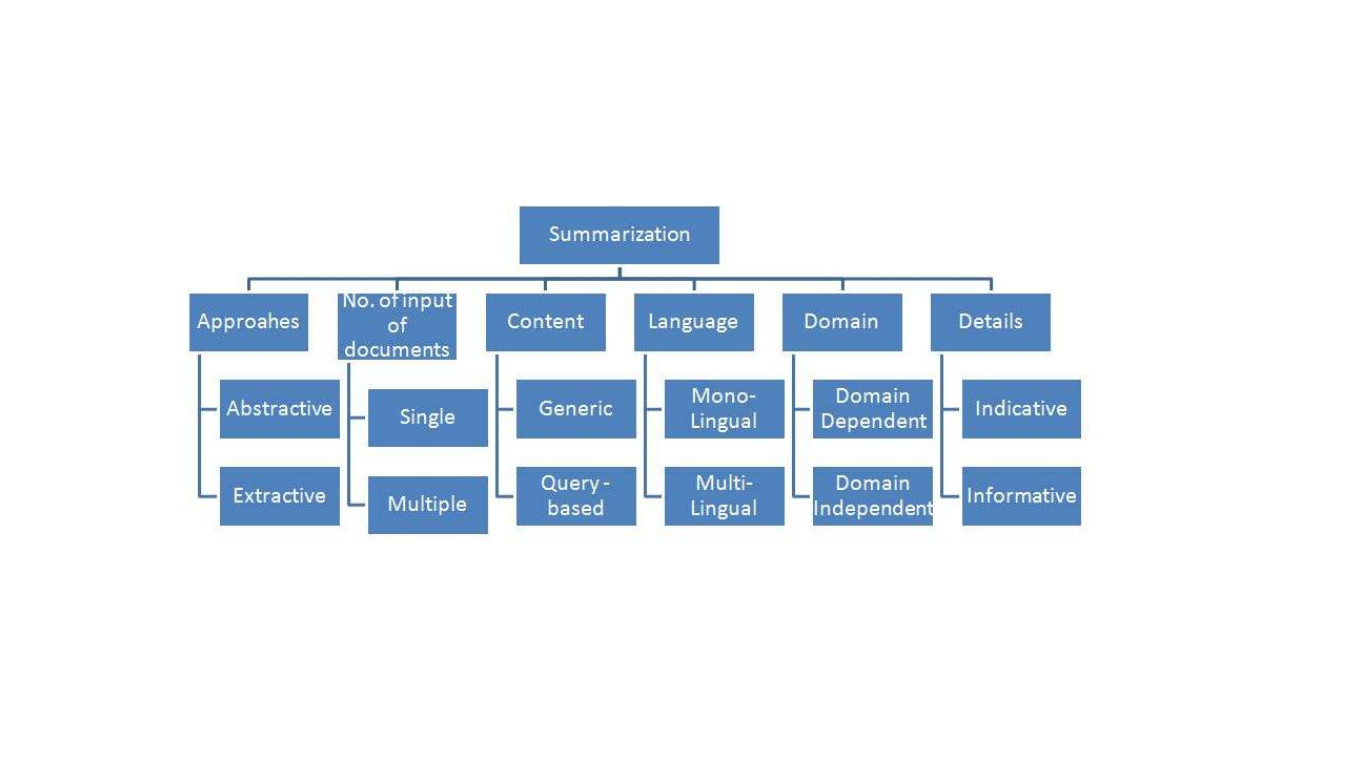 Summarization
Approahes
No. of input
of
documents
Content
Language
Domain
Details
Abstractive
Single
Generic
Mono-
Lingual
Domain
Dependent
Indicative
Extractive
Multiple
Query-
based
Multi-
Lingual
Domain
Independent
Informative